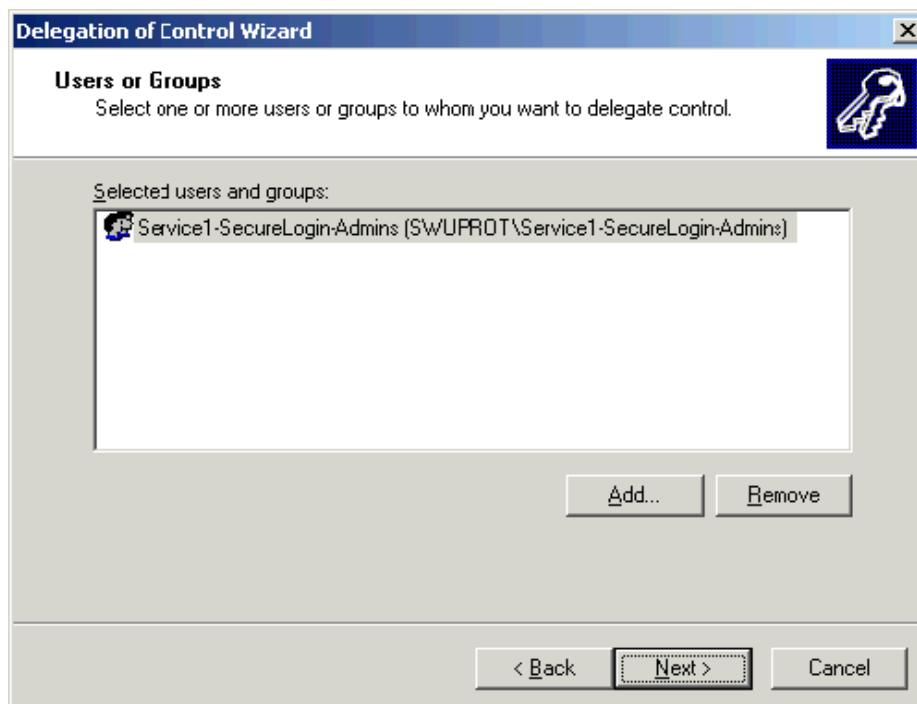 Delegation of Control Wizard
Users or Groups
Select one or more users or groups to whom you want to delegate control.
Selected users and groups:
Service1-SecureLogin-Admins (SWUPROT\Service1-SecureLogin-Admins)
Add...
Remove
< Back
Next >
Cancel